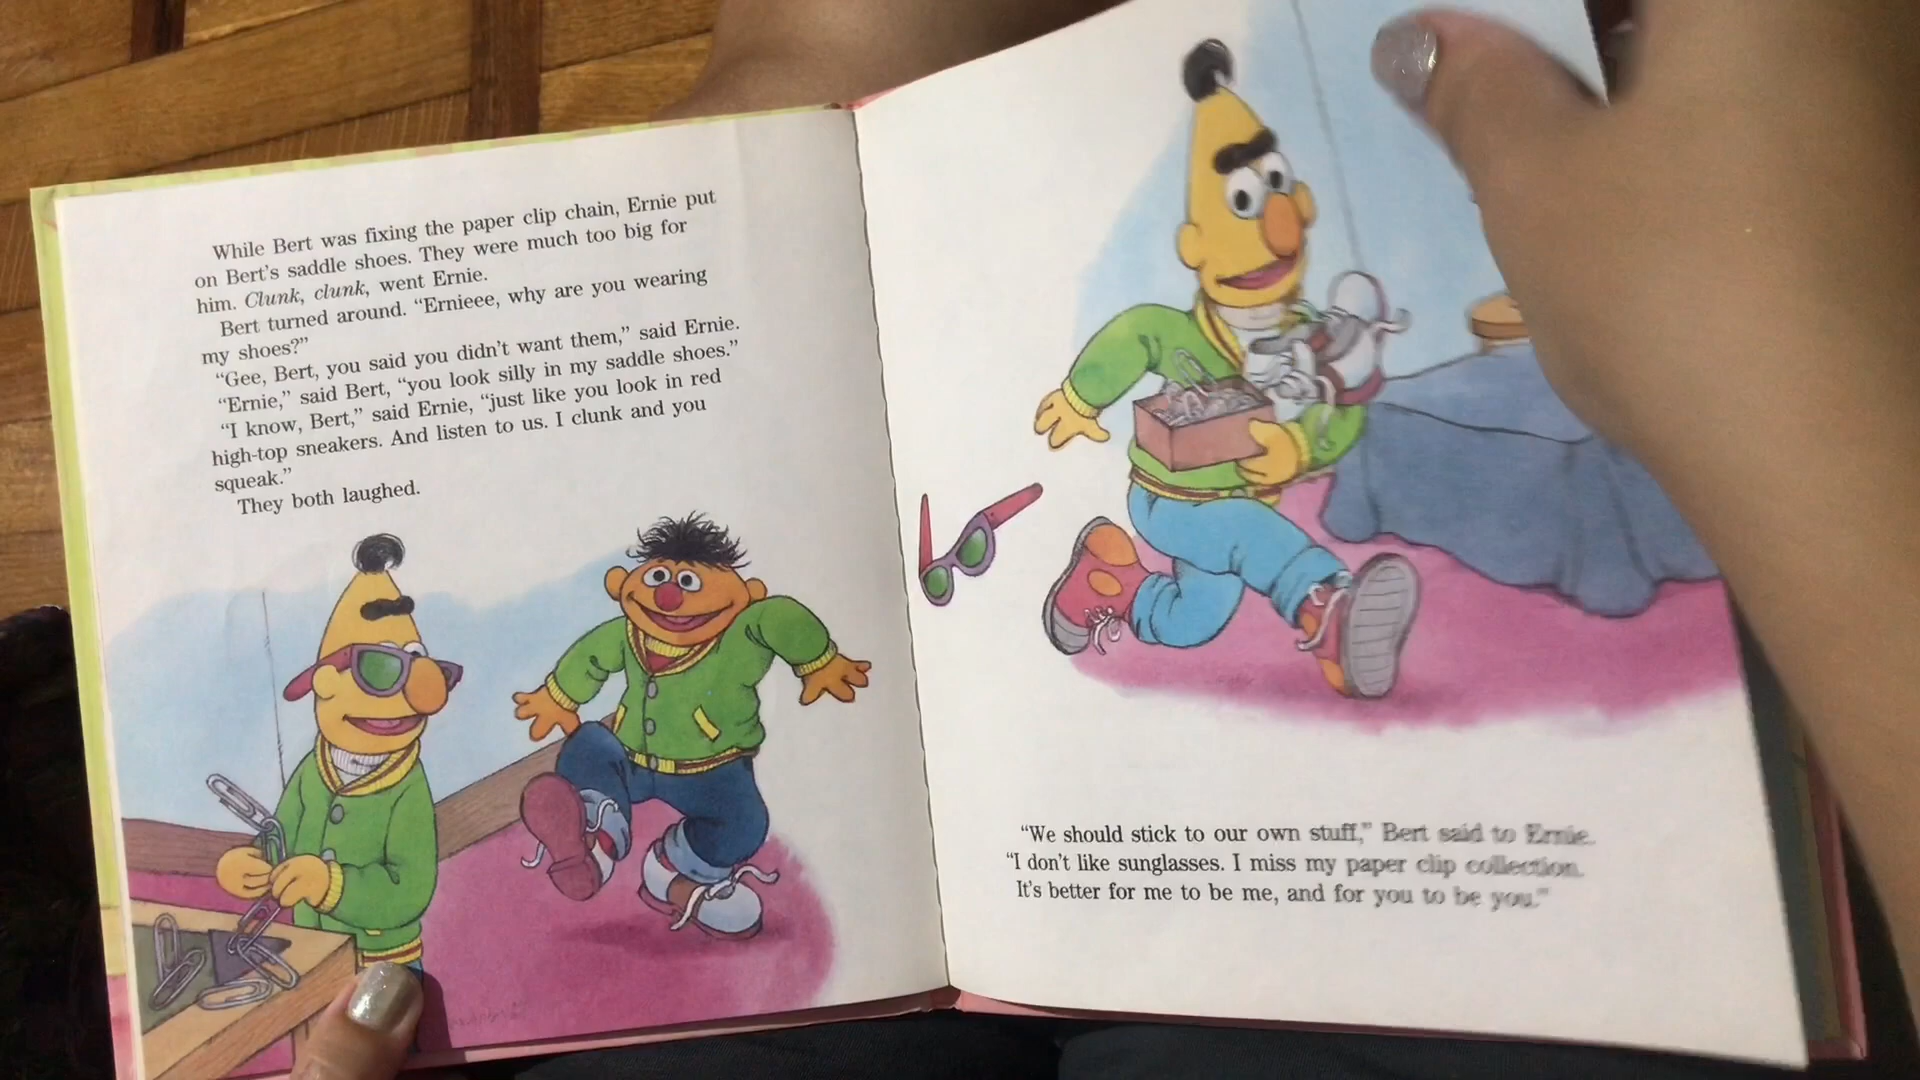 While Bert was fixing the paper clip chain, Ernie put
on Bert's saddle shoes. They were much too big for
him. Clunk, clunk, went Ernie.
Bert turned around. “Ernieee, why are you wearing
my shoes?”
“Gee, Bert, you said you didn't want them,” said Ernie.
“Ernie,” said Bert, “you look silly in my saddle shoes.”
“I know, Bert,” said Ernie, “just like you look in red
high-top sneakers. And listen to us. I clunk and you
squeak.”
They both laughed.
“We should stick to our own stuff,” Bert said to Ernie.
“I don't like sunglasses. I miss my paper clip collection.
It's better for me to be me, and for you to be you.”